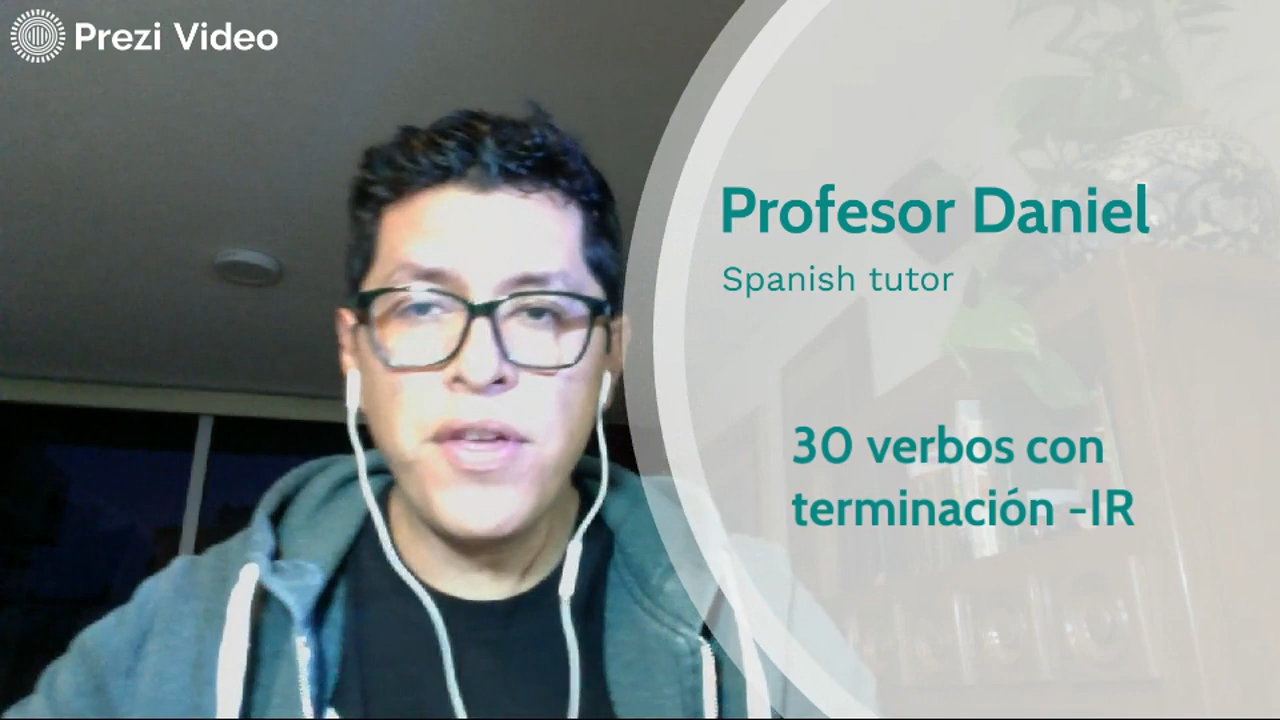 Prezi Video
Profesor Daniel
Spanish tutor
30 verbos con
terminación -IR